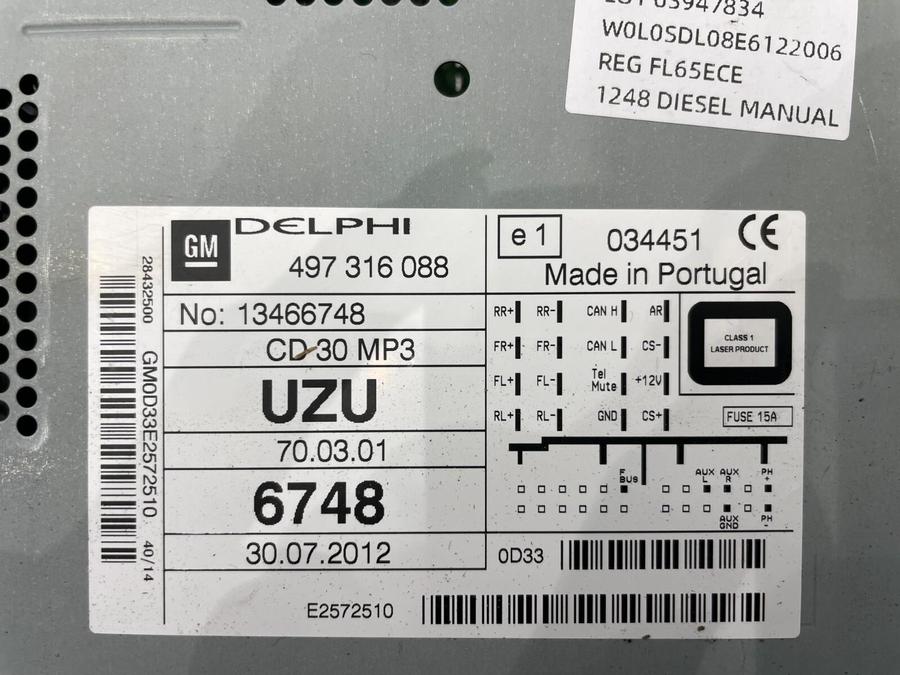 03947834
W0L0SDL08E6122006
REG FL65ECE
1248 DIESEL MANUAL
GM DELPHI
497 316 088
No: 13466748
CD 30 MP3
UZU
70.03.01
6748
30.07.2012
E2572510
28432500 GM0D33E2572510 40/14
e 1 034451 CE
Made in Portugal
RR+ RR- CAN H AR
FR+ FR- CAN L CS-
FL+ FL- Tel Mute +12V
RL+ RL- GND CS+
CLASS 1
LASER PRODUCT
FUSE 15A
F BUS AUX L AUX R PH +
AUX GND PH -
0D33